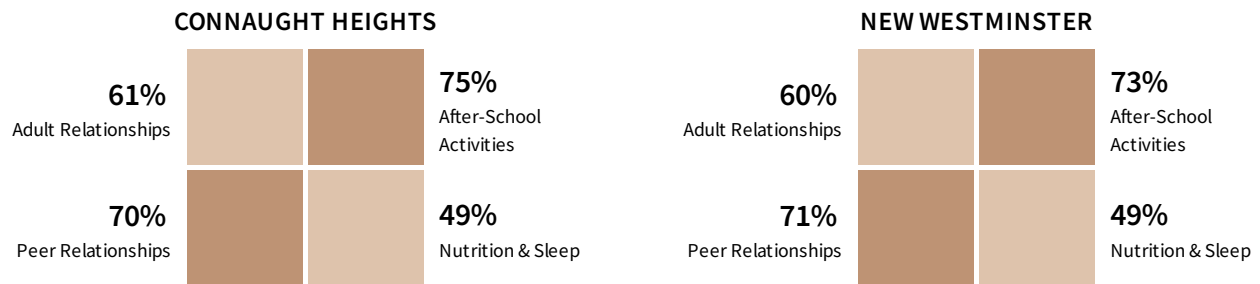 CONNAUGHT HEIGHTS
61%
Adult Relationships
75%
After-School
Activities
70%
Peer Relationships
49%
Nutrition & Sleep
NEW WESTMINSTER
60%
Adult Relationships
73%
After-School
Activities
71%
Peer Relationships
49%
Nutrition & Sleep